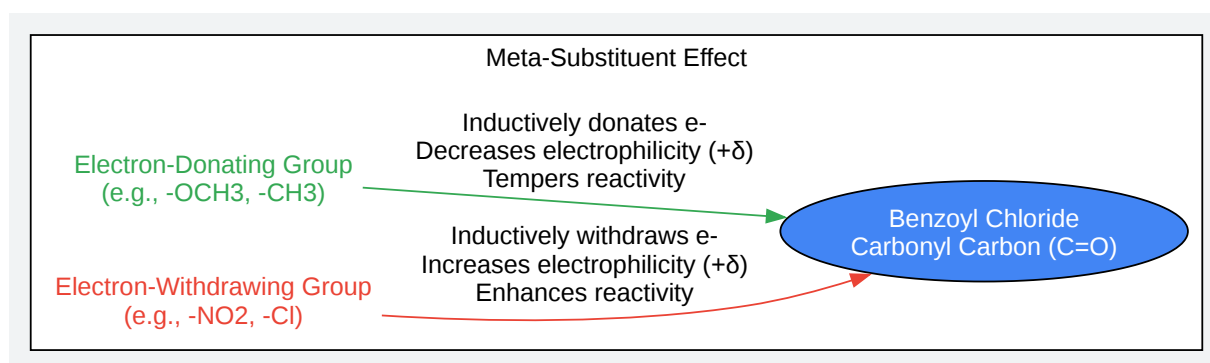 Meta-Substituent Effect
Inductively donates e-
Decreases electrophilicity (+δ)
Tempers reactivity
Electron-Donating Group
(e.g., -OCH3, -CH3)
Benzoyl Chloride
Carbonyl Carbon (C=O)
Inductively withdraws e-
Increases electrophilicity (+δ)
Enhances reactivity
Electron-Withdrawing Group
(e.g., -NO2, -Cl)